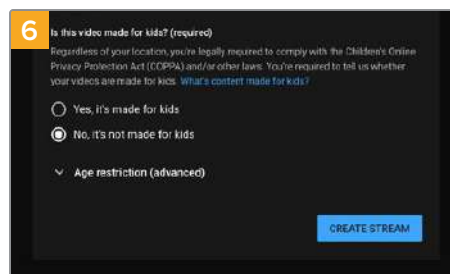 6
Is this video made for kids? (required)
Regardless of your location, you're legally required to comply with the Children's Online
Privacy Protection Act (COPPA) and/or other laws. You're required to tell us whether
your videos are made for kids. What's content made for kids?
Yes, it's made for kids
No, it's not made for kids
Age restriction (advanced)
CREATE STREAM